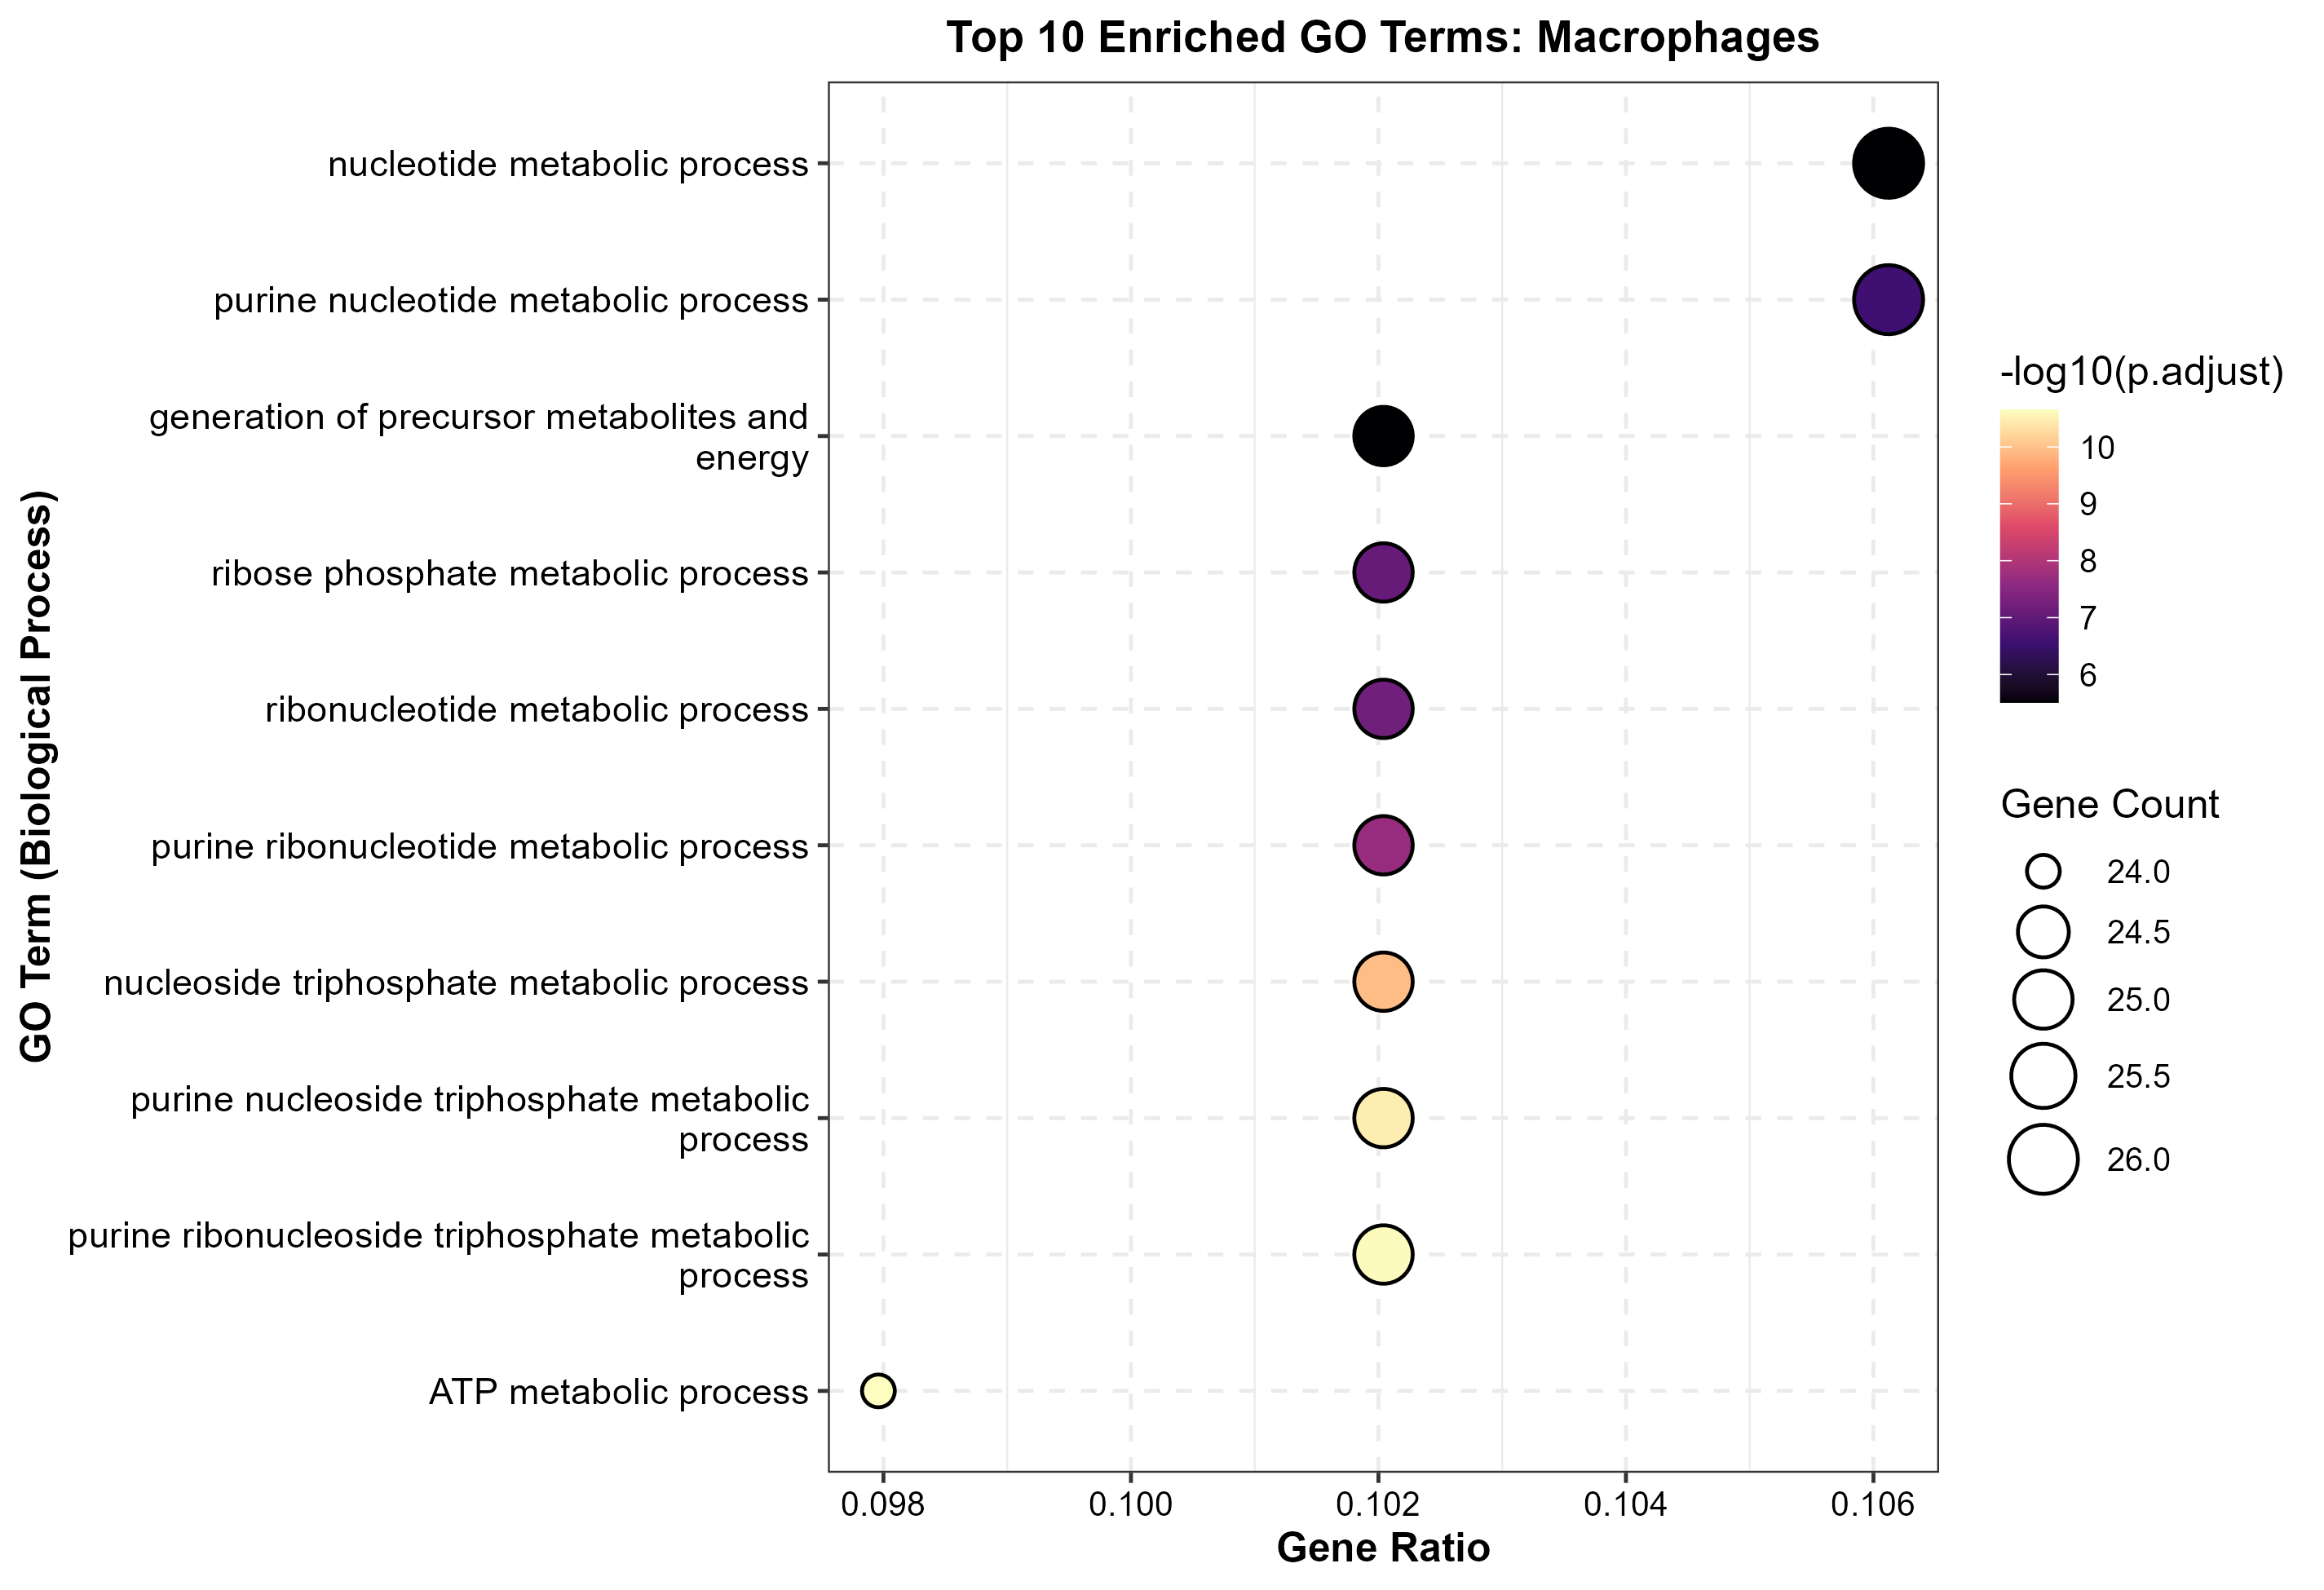 Top 10 Enriched GO Terms: Macrophages
GO Term (Biological Process)
nucleotide metabolic process
purine nucleotide metabolic process
generation of precursor metabolites and
energy
ribose phosphate metabolic process
ribonucleotide metabolic process
purine ribonucleotide metabolic process
nucleoside triphosphate metabolic process
purine nucleoside triphosphate metabolic
process
purine ribonucleoside triphosphate metabolic
process
ATP metabolic process
0.098 0.100 0.102 0.104 0.106
Gene Ratio
-log10(p.adjust)
10
9
8
7
6
Gene Count
24.0
24.5
25.0
25.5
26.0